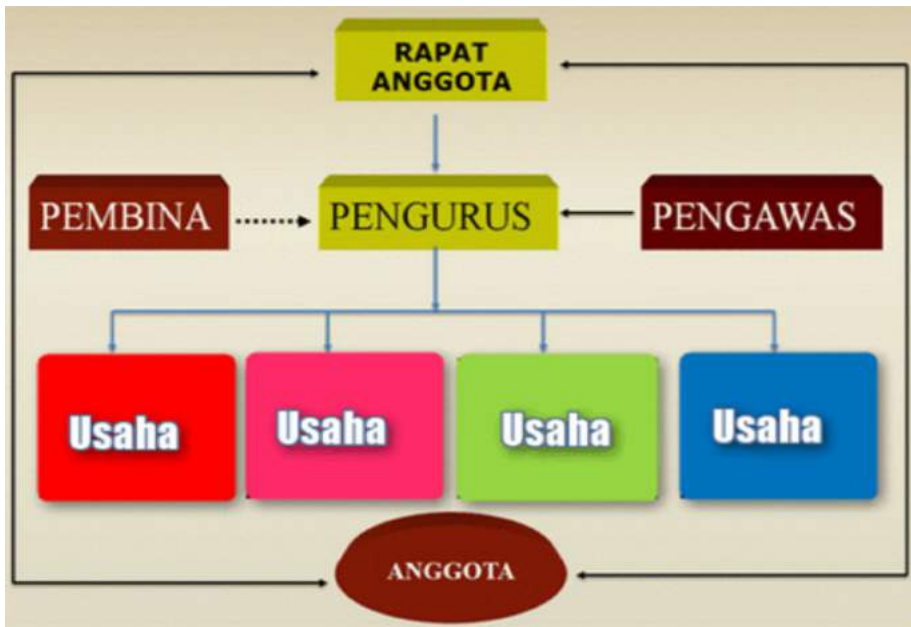 RAPAT
ANGGOTA
PEMBINA
PENGURUS
PENGAWAS
Usaha
Usaha
Usaha
Usaha
ANGGOTA